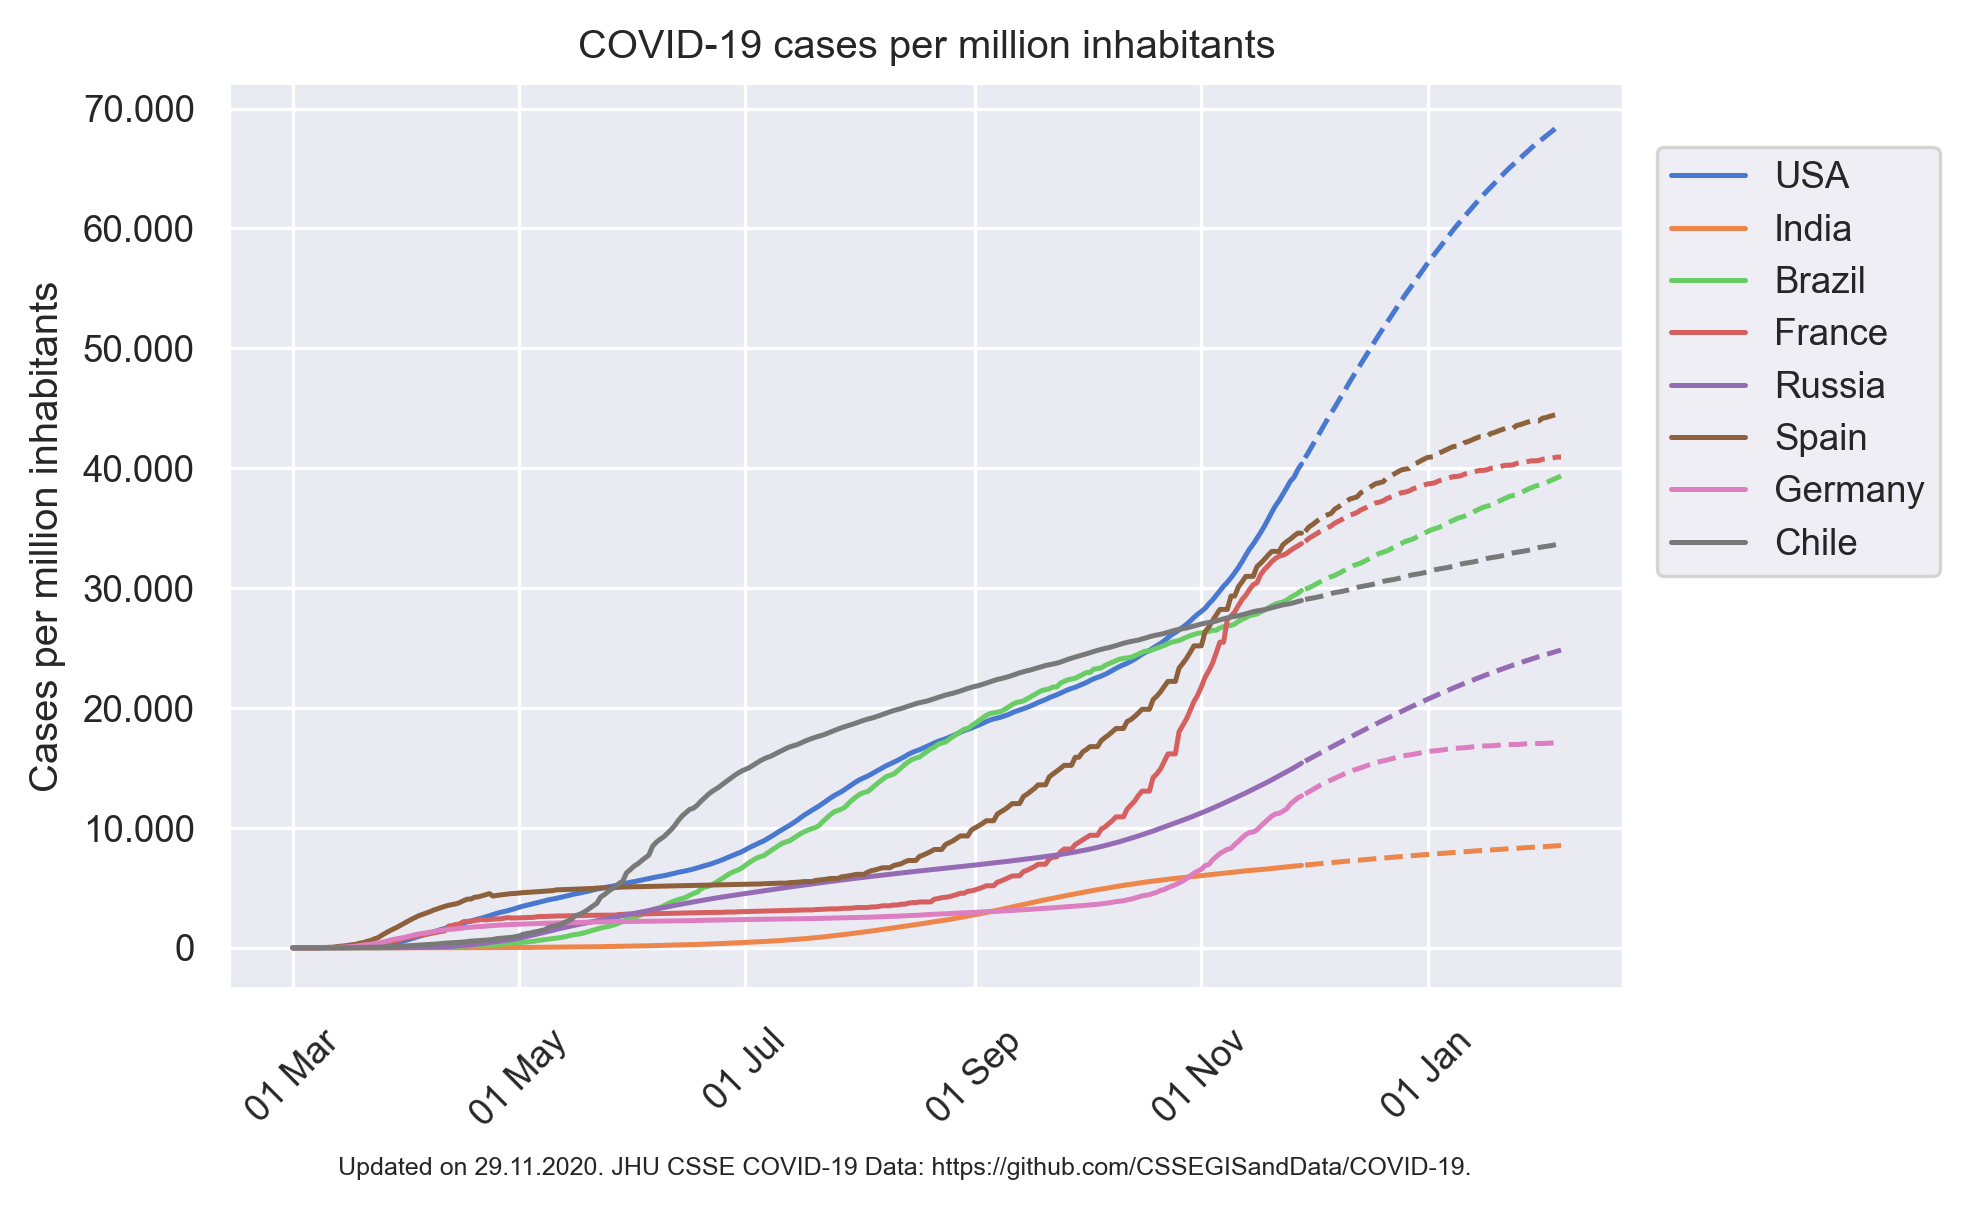 COVID-19 cases per million inhabitants
70.000
60.000
50.000
40.000
30.000
20.000
10.000
0
Cases per million inhabitants
USA
India
Brazil
France
Russia
Spain
Germany
Chile
01 Mar
01 May
01 Jul
01 Sep
01 Nov
01 Jan
Updated on 29.11.2020. JHU CSSE COVID-19 Data: https://github.com/CSSEGISandData/COVID-19.